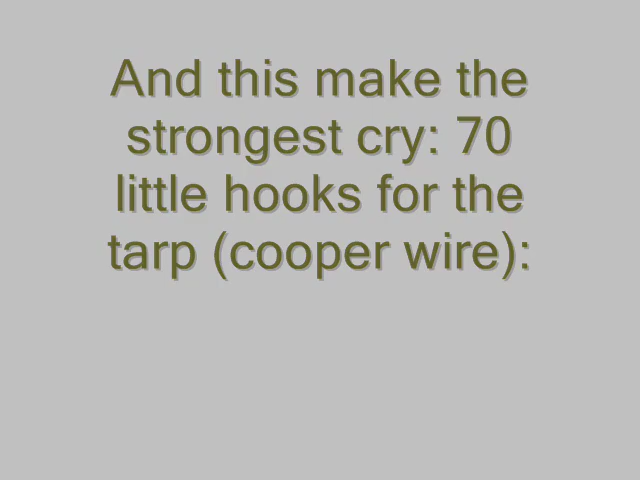 And this make the
strongest cry: 70
little hooks for the
tarp (cooper wire):